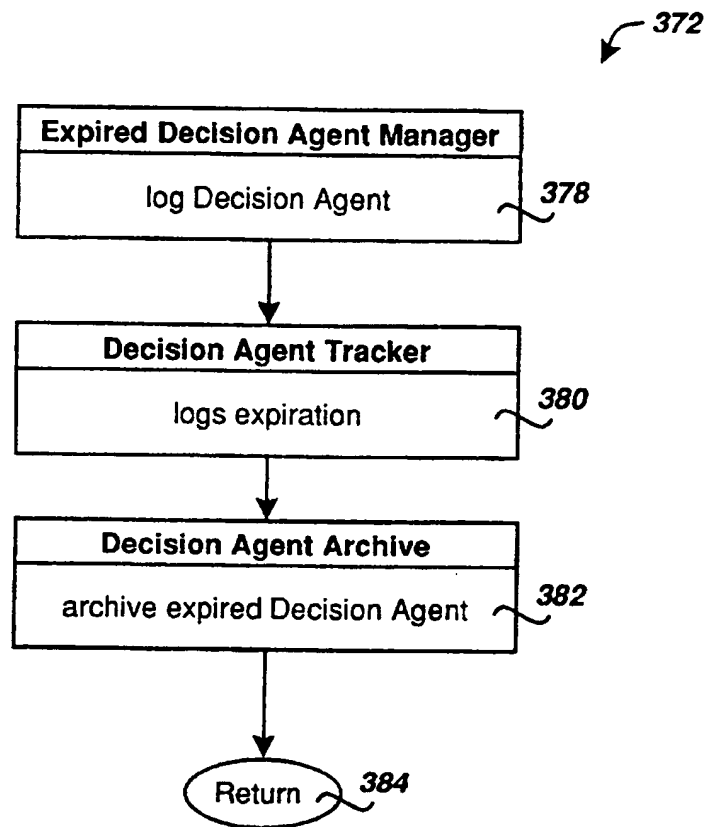 372
Expired Decision Agent Manager
log Decision Agent
378
Decision Agent Tracker
logs expiration
380
Decision Agent Archive
archive expired Decision Agent
382
Return
384